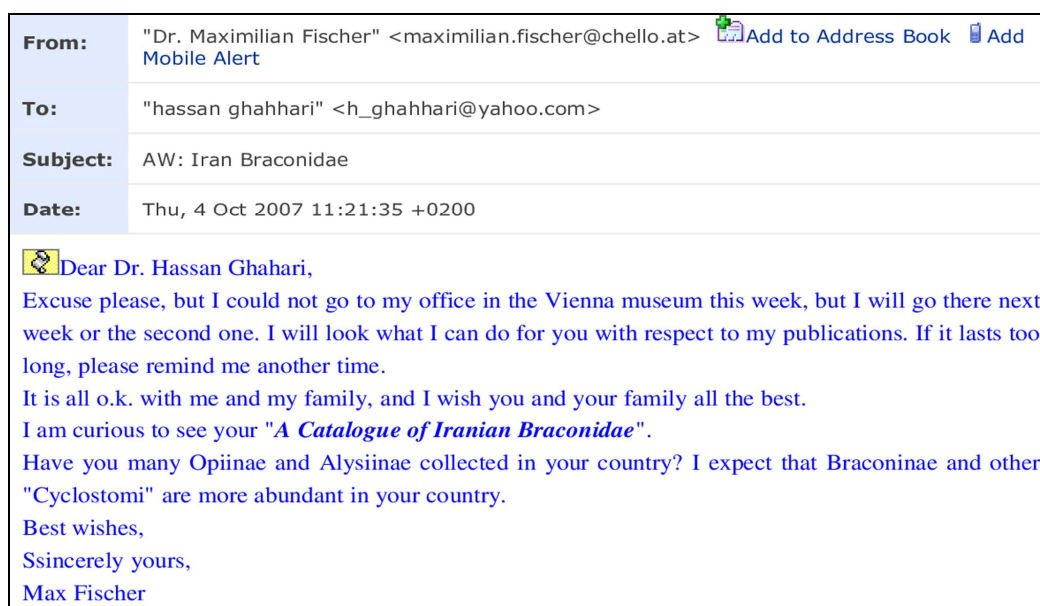 From: "Dr. Maximilian Fischer" <maximilian.fischer@chello.at> Add to Address Book Add
Mobile Alert
To: "hassan ghahhari" <h_ghahhari@yahoo.com>
Subject: AW: Iran Braconidae
Date: Thu, 4 Oct 2007 11:21:35 +0200
Dear Dr. Hassan Ghahari,
Excuse please, but I could not go to my office in the Vienna museum this week, but I will go there next
week or the second one. I will look what I can do for you with respect to my publications. If it lasts too
long, please remind me another time.
It is all o.k. with me and my family, and I wish you and your family all the best.
I am curious to see your "A Catalogue of Iranian Braconidae".
Have you many Opiinae and Alysiinae collected in your country? I expect that Braconinae and other
"Cyclostomi" are more abundant in your country.
Best wishes,
Ssincerely yours,
Max Fischer